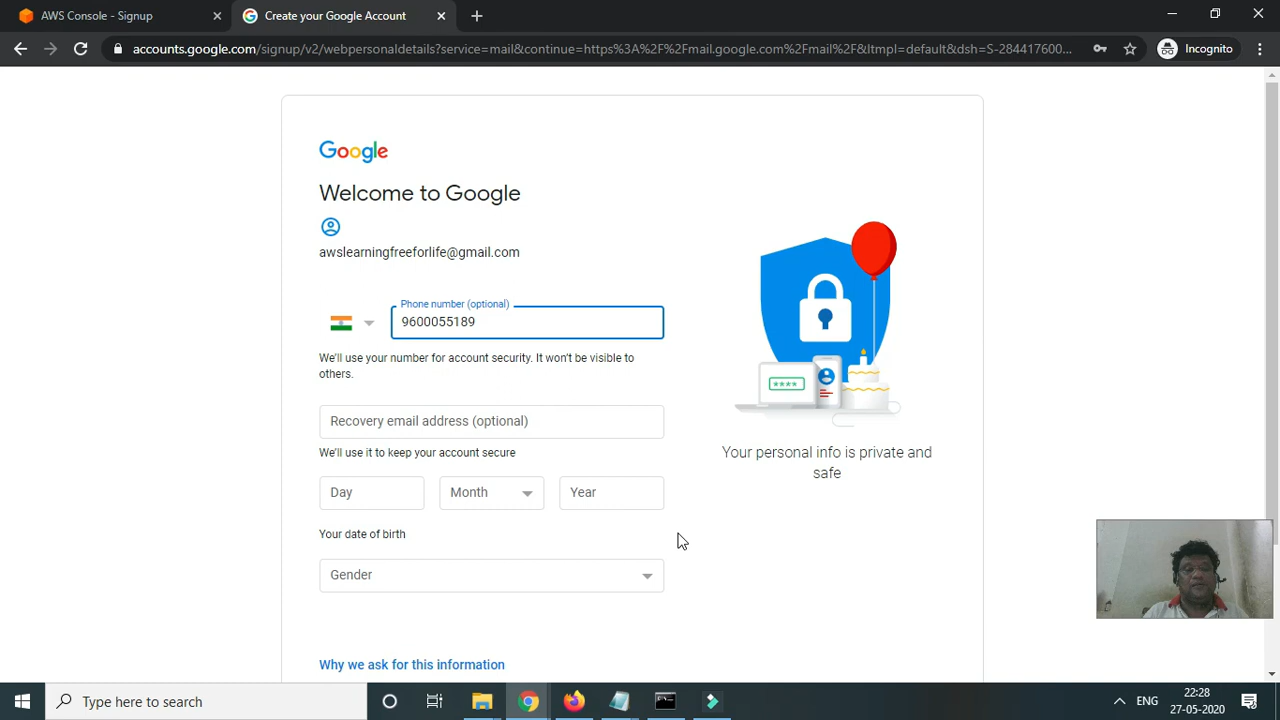 AWS Console - Signup
Create your Google Account
accounts.google.com/signup/v2/webpersonaldetails?service=mail&continue=https%3A%2F%2Fmail.google.com%2Fmail%2F&ltmpl=default&dsh=S-284417600...
Incognito
Google
Welcome to Google
awslearningfreeforlife@gmail.com
Phone number (optional)
9600055189
We'll use your number for account security. It won't be visible to
others.
Recovery email address (optional)
We'll use it to keep your account secure
Day
Month
Year
Your date of birth
Gender
Why we ask for this information
****
Your personal info is private and
safe
Type here to search
ENG
22:28
27-05-2020